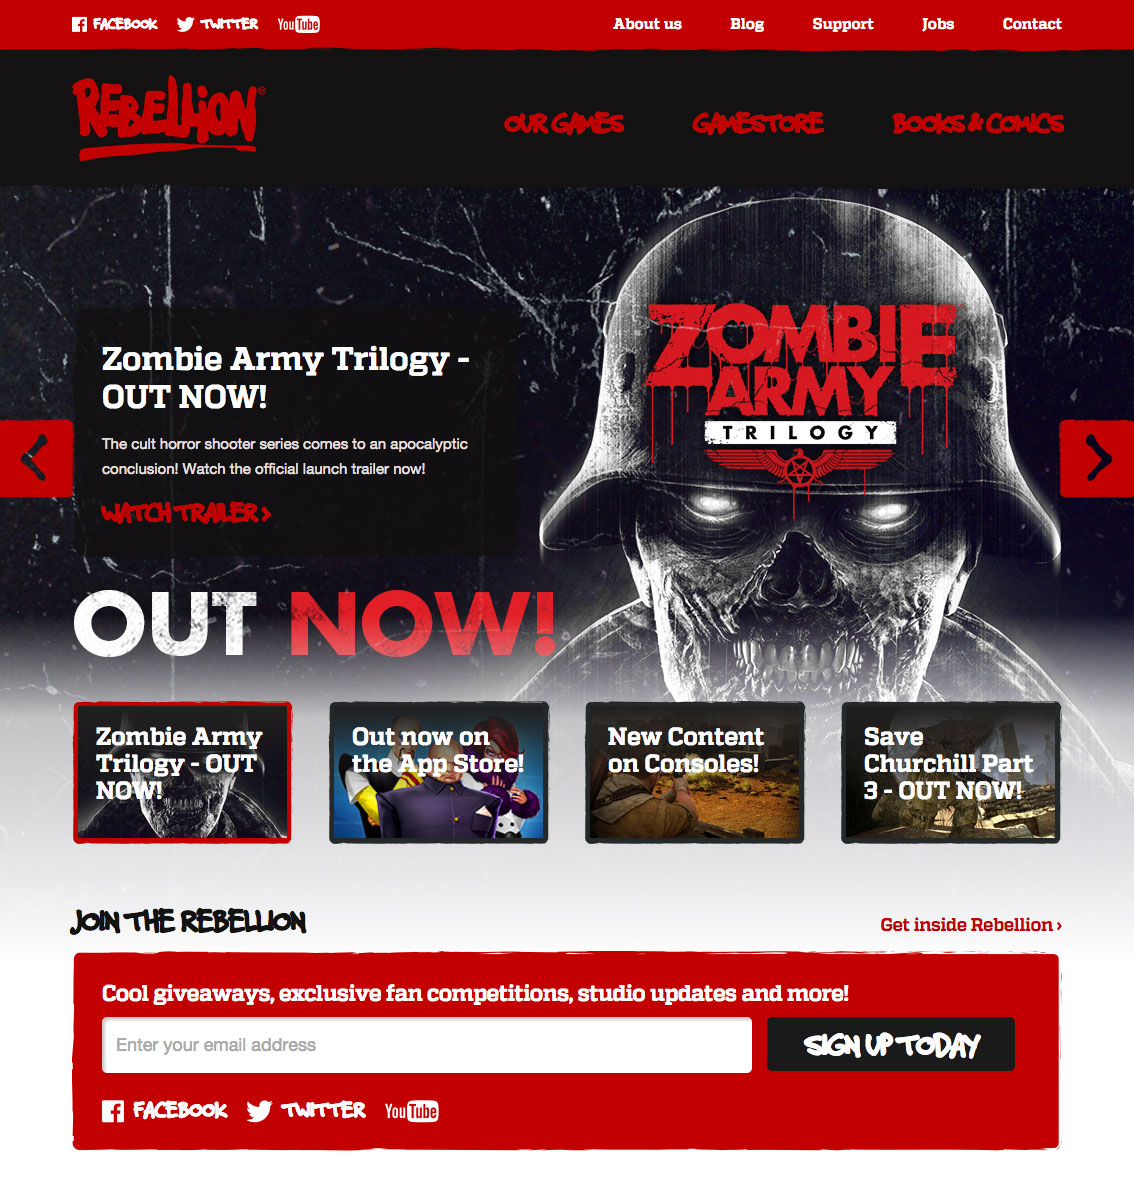 FACEBOOK TWITTER YouTube
About us Blog Support Jobs Contact
REBELLION®
OUR GAMES GAMESTORE BOOKS & COMICS
ZOMBIE
ARMY
TRILOGY
Zombie Army Trilogy -
OUT NOW!
The cult horror shooter series comes to an apocalyptic
conclusion! Watch the official launch trailer now!
WATCH TRAILER >
OUT NOW!
Zombie Army
Trilogy - OUT
NOW!
Out now on
the App Store!
New Content
on Consoles!
Save
Churchill Part
3 - OUT NOW!
JOIN THE REBELLION
Get inside Rebellion ›
Cool giveaways, exclusive fan competitions, studio updates and more!
Enter your email address
SIGN UP TODAY
FACEBOOK TWITTER YouTube